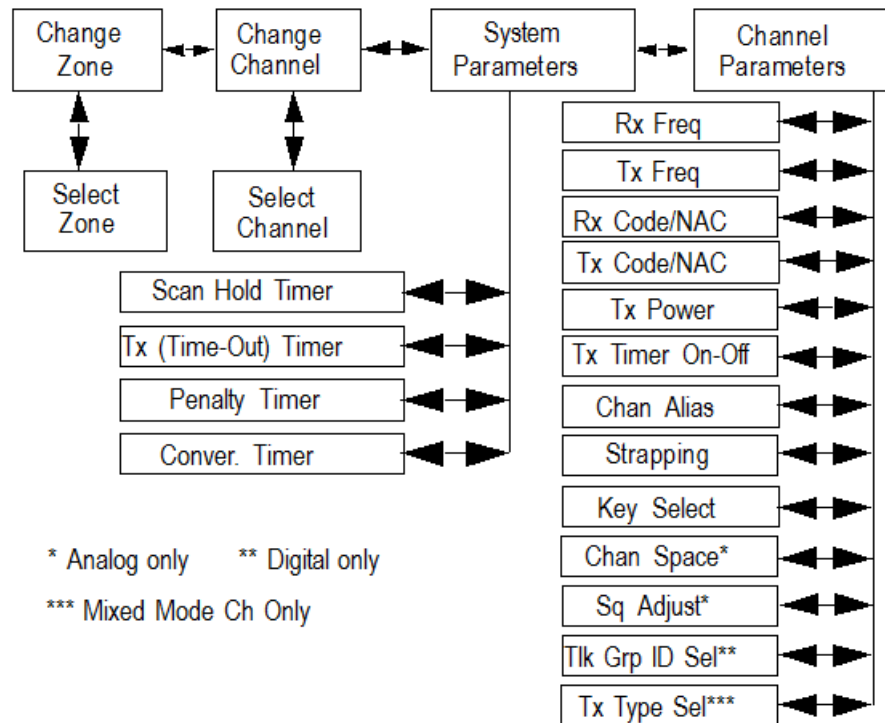 Change
Zone
Change
Channel
System
Parameters
Channel
Parameters
Select
Zone
Select
Channel
Scan Hold Timer
Tx (Time-Out) Timer
Penalty Timer
Conver. Timer
Rx Freq
Tx Freq
Rx Code/NAC
Tx Code/NAC
Tx Power
Tx Timer On-Off
Chan Alias
Strapping
Key Select
Chan Space*
Sq Adjust*
Tlk Grp ID Sel**
Tx Type Sel***
* Analog only ** Digital only
*** Mixed Mode Ch Only